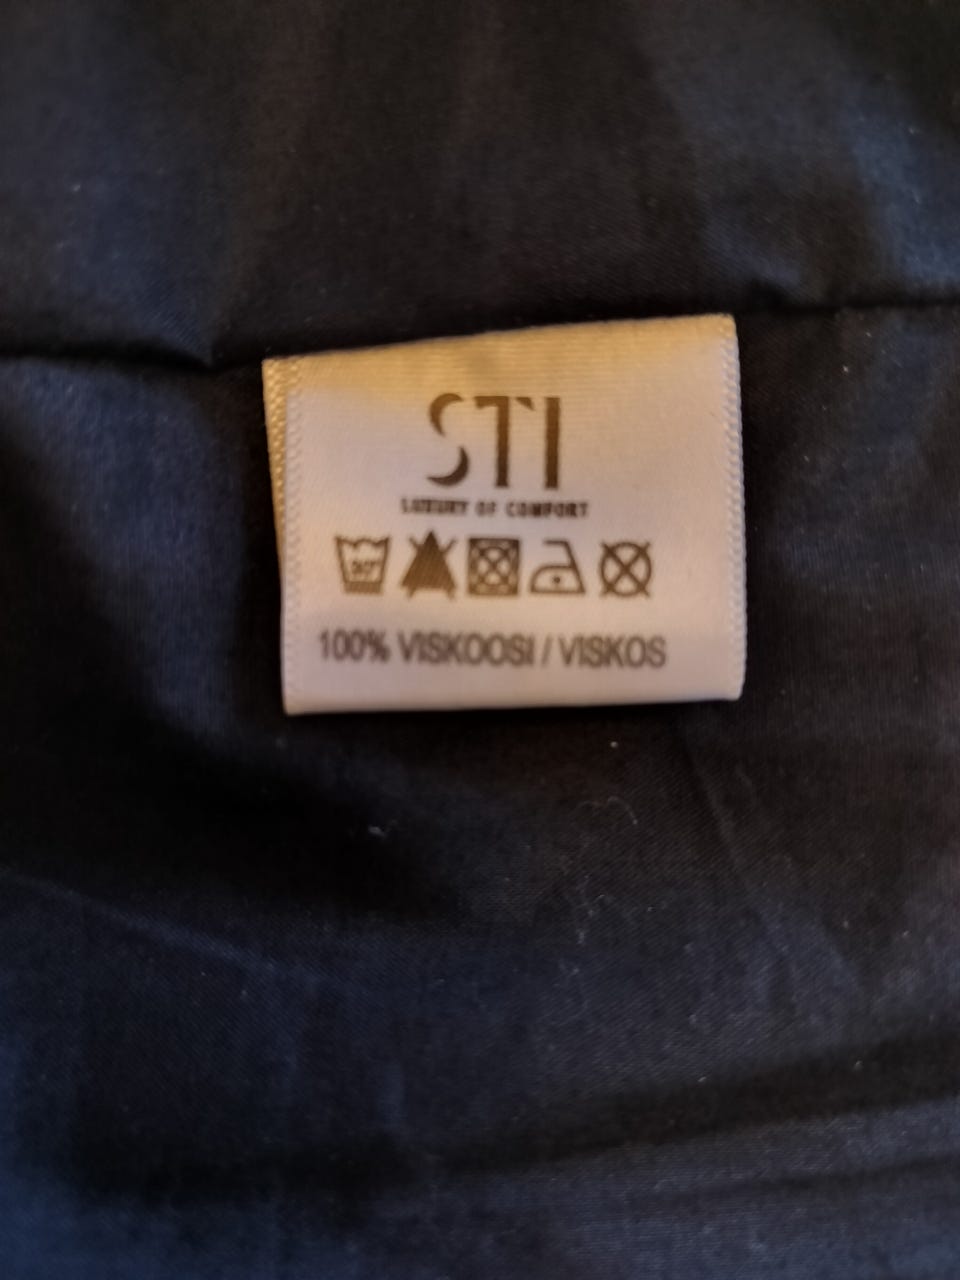 STI
LUXURY OF COMFORT
30°
100% VISKOOSI / VISKOS